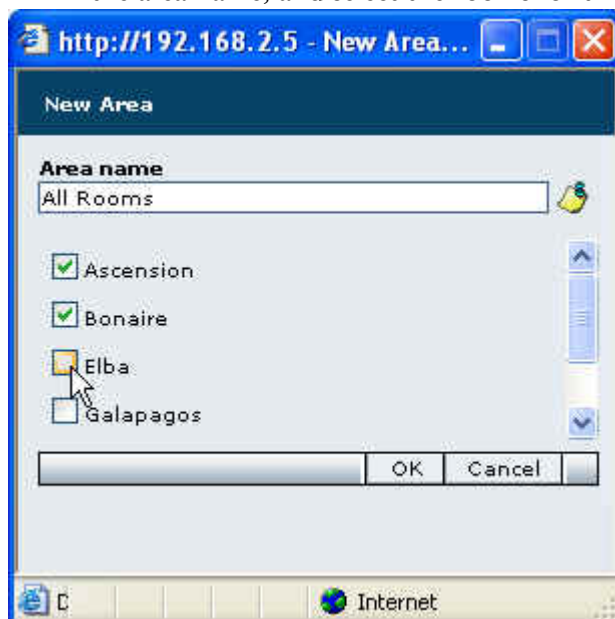 http://192.168.2.5 - New Area...
New Area
Area name
All Rooms
Ascension
Bonaire
Elba
Galapagos
OK Cancel
Internet